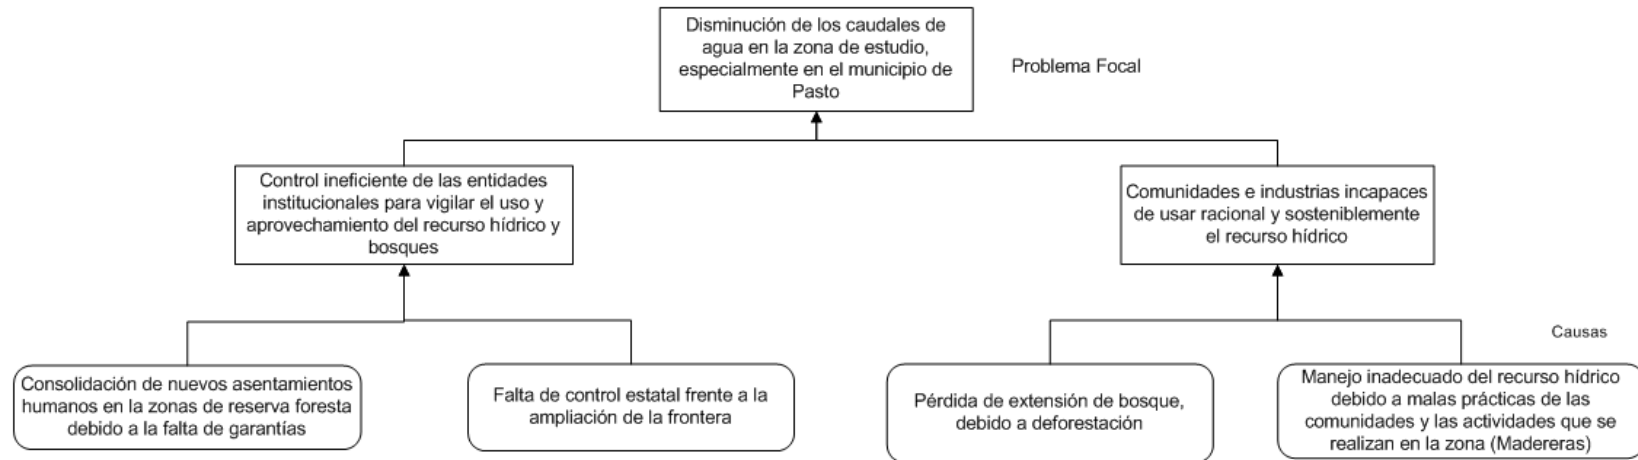 Disminución de los caudales de
agua en la zona de estudio,
especialmente en el municipio de
Pasto
Problema Focal
Control ineficiente de las entidades
institucionales para vigilar el uso y
aprovechamiento del recurso hídrico y
bosques
Comunidades e industrias incapaces
de usar racional y sosteniblemente
el recurso hídrico
Causas
Consolidación de nuevos asentamientos
humanos en la zonas de reserva foresta
debido a la falta de garantías
Falta de control estatal frente a la
ampliación de la frontera
Pérdida de extensión de bosque,
debido a deforestación
Manejo inadecuado del recurso hídrico
debido a malas prácticas de las
comunidades y las actividades que se
realizan en la zona (Madereras)